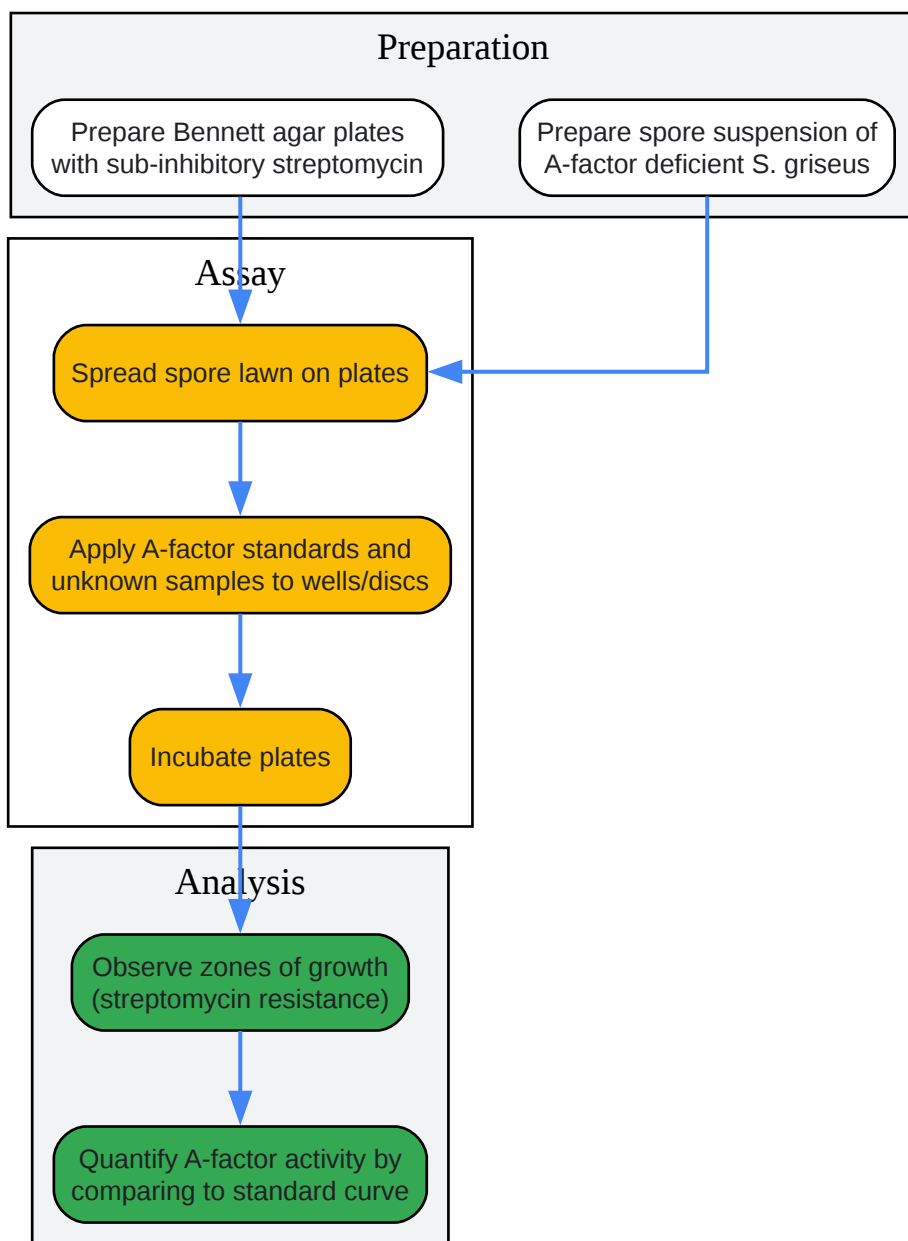 Preparation
Prepare Bennett agar plates
with sub-inhibitory streptomycin
Prepare spore suspension of
A-factor deficient S. griseus
Assay
Spread spore lawn on plates
Apply A-factor standards and
unknown samples to wells/discs
Incubate plates
Analysis
Observe zones of growth
(streptomycin resistance)
Quantify A-factor activity by
comparing to standard curve